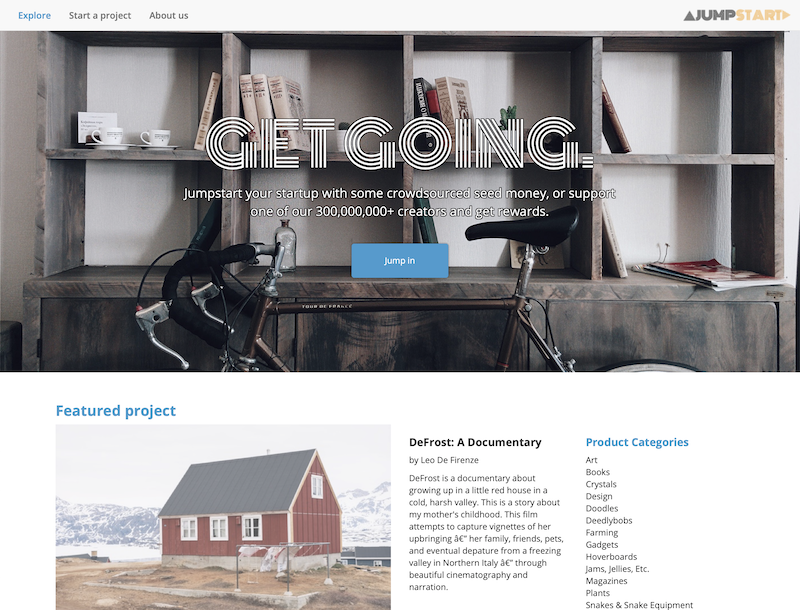 Explore Start a project About us JUMPSTART
GET GOING.
Jumpstart your startup with some crowdsourced seed money, or support
one of our 300,000,000+ creators and get rewards.
Jump in
TOUR DE FRANCE
Featured project
DeFrost: A Documentary
by Leo De Firenze
DeFrost is a documentary about
growing up in a little red house in a
cold, harsh valley. This is a story about
my mother's childhood. This film
attempts to capture vignettes of her
upbringing â€” her family, friends, pets,
and eventual depature from a freezing
valley in Northern Italy â€” through
beautiful cinematography and
narration.
Product Categories
Art
Books
Crystals
Design
Doodles
Deedlybobs
Farming
Gadgets
Hoverboards
Jams, Jellies, Etc.
Magazines
Plants
Snakes & Snake Equipment